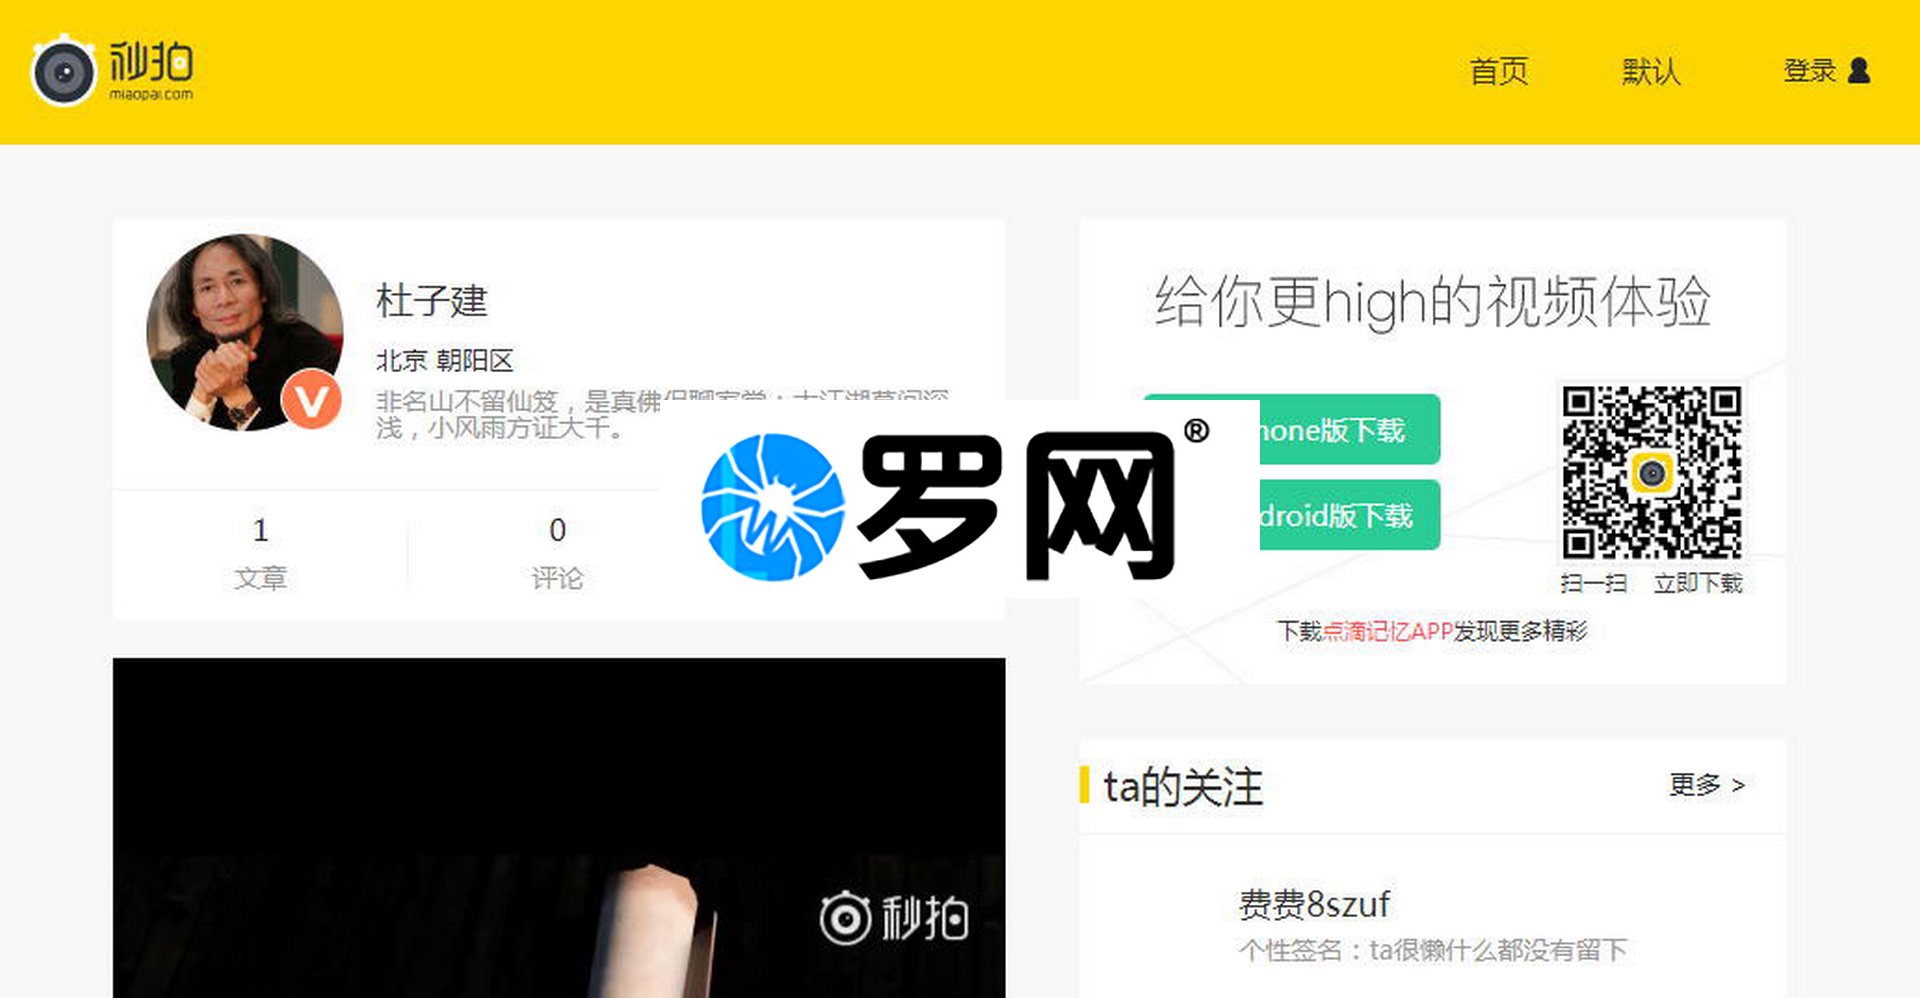 秒拍
miaopai.com
首页
默认
登录
杜子建
北京 朝阳区
非名山不留仙笈，是真佛
浅，小风雨方证大千。
1
文章
0
评论
罗网®
给你更high的视频体验
hone版下载
droid版下载
扫一扫 立即下载
下载点滴记忆APP发现更多精彩
ta的关注
更多 >
费费8szuf
个性签名：ta很懒什么都没有留下
秒拍